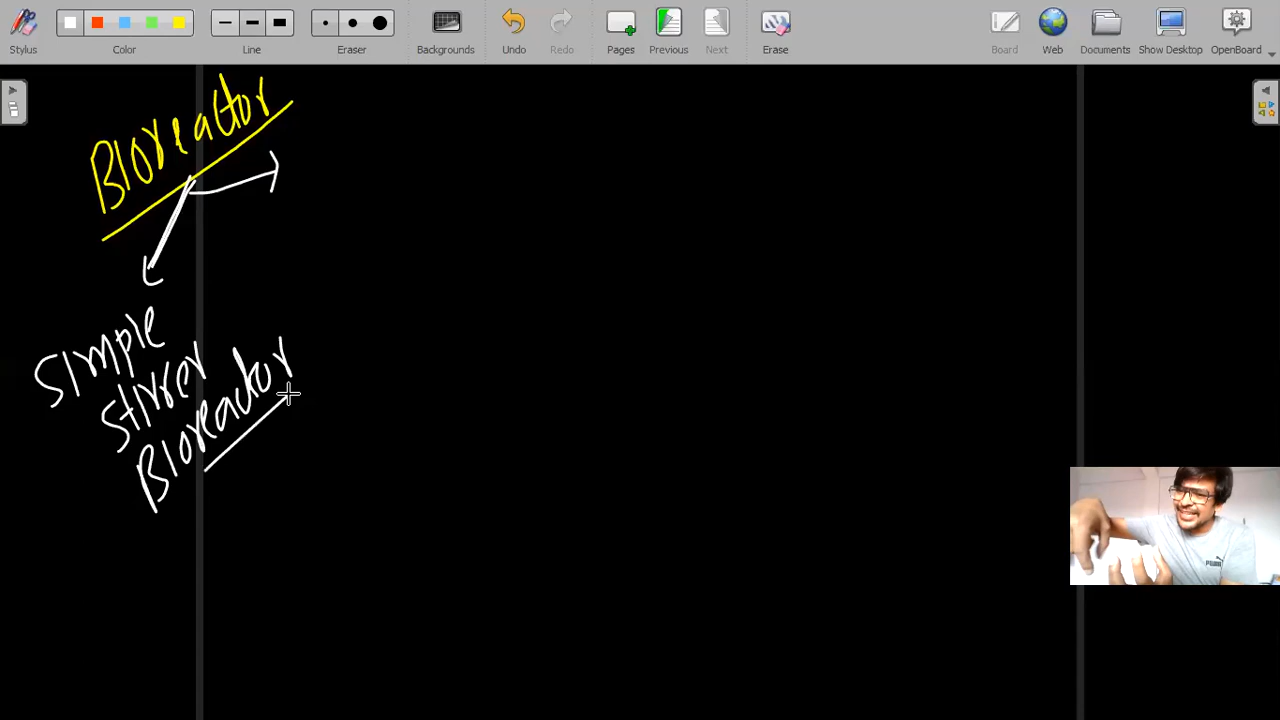 Stylus
Color
Line
Eraser
Backgrounds
Undo
Redo
Pages
Previous
Next
Erase
Board
Web
Documents
Show Desktop
OpenBoard
Bioreactor
Simple
Stirrer
Bioreactor
PUMA